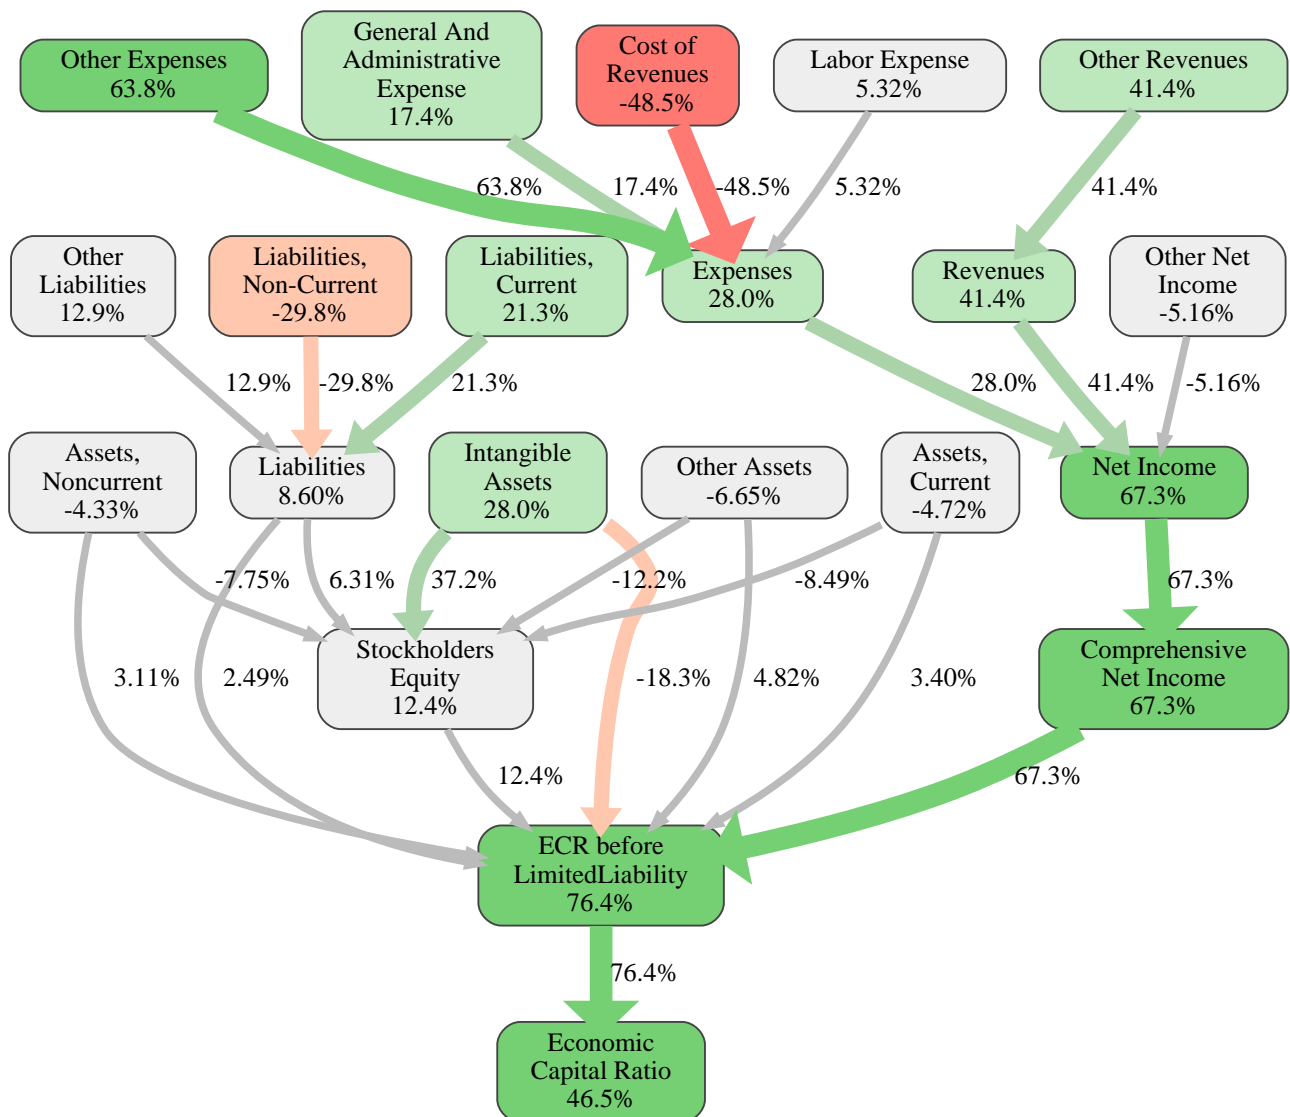 Other Expenses
63.8%
General And
Administrative
Expense
17.4%
Cost of
Revenues
-48.5%
Labor Expense
5.32%
Other Revenues
41.4%
63.8%
17.4%
-48.5%
5.32%
41.4%
Other
Liabilities
12.9%
Liabilities,
Non-Current
-29.8%
Liabilities,
Current
21.3%
Expenses
28.0%
Revenues
41.4%
Other Net
Income
-5.16%
12.9%
-29.8%
21.3%
28.0%
41.4%
-5.16%
Assets,
Noncurrent
-4.33%
Liabilities
8.60%
Intangible
Assets
28.0%
Other Assets
-6.65%
Assets,
Current
-4.72%
Net Income
67.3%
-7.75%
6.31%
37.2%
-12.2%
-8.49%
67.3%
Stockholders
Equity
12.4%
Comprehensive
Net Income
67.3%
3.11%
2.49%
-18.3%
4.82%
3.40%
12.4%
67.3%
ECR before
LimitedLiability
76.4%
76.4%
Economic
Capital Ratio
46.5%